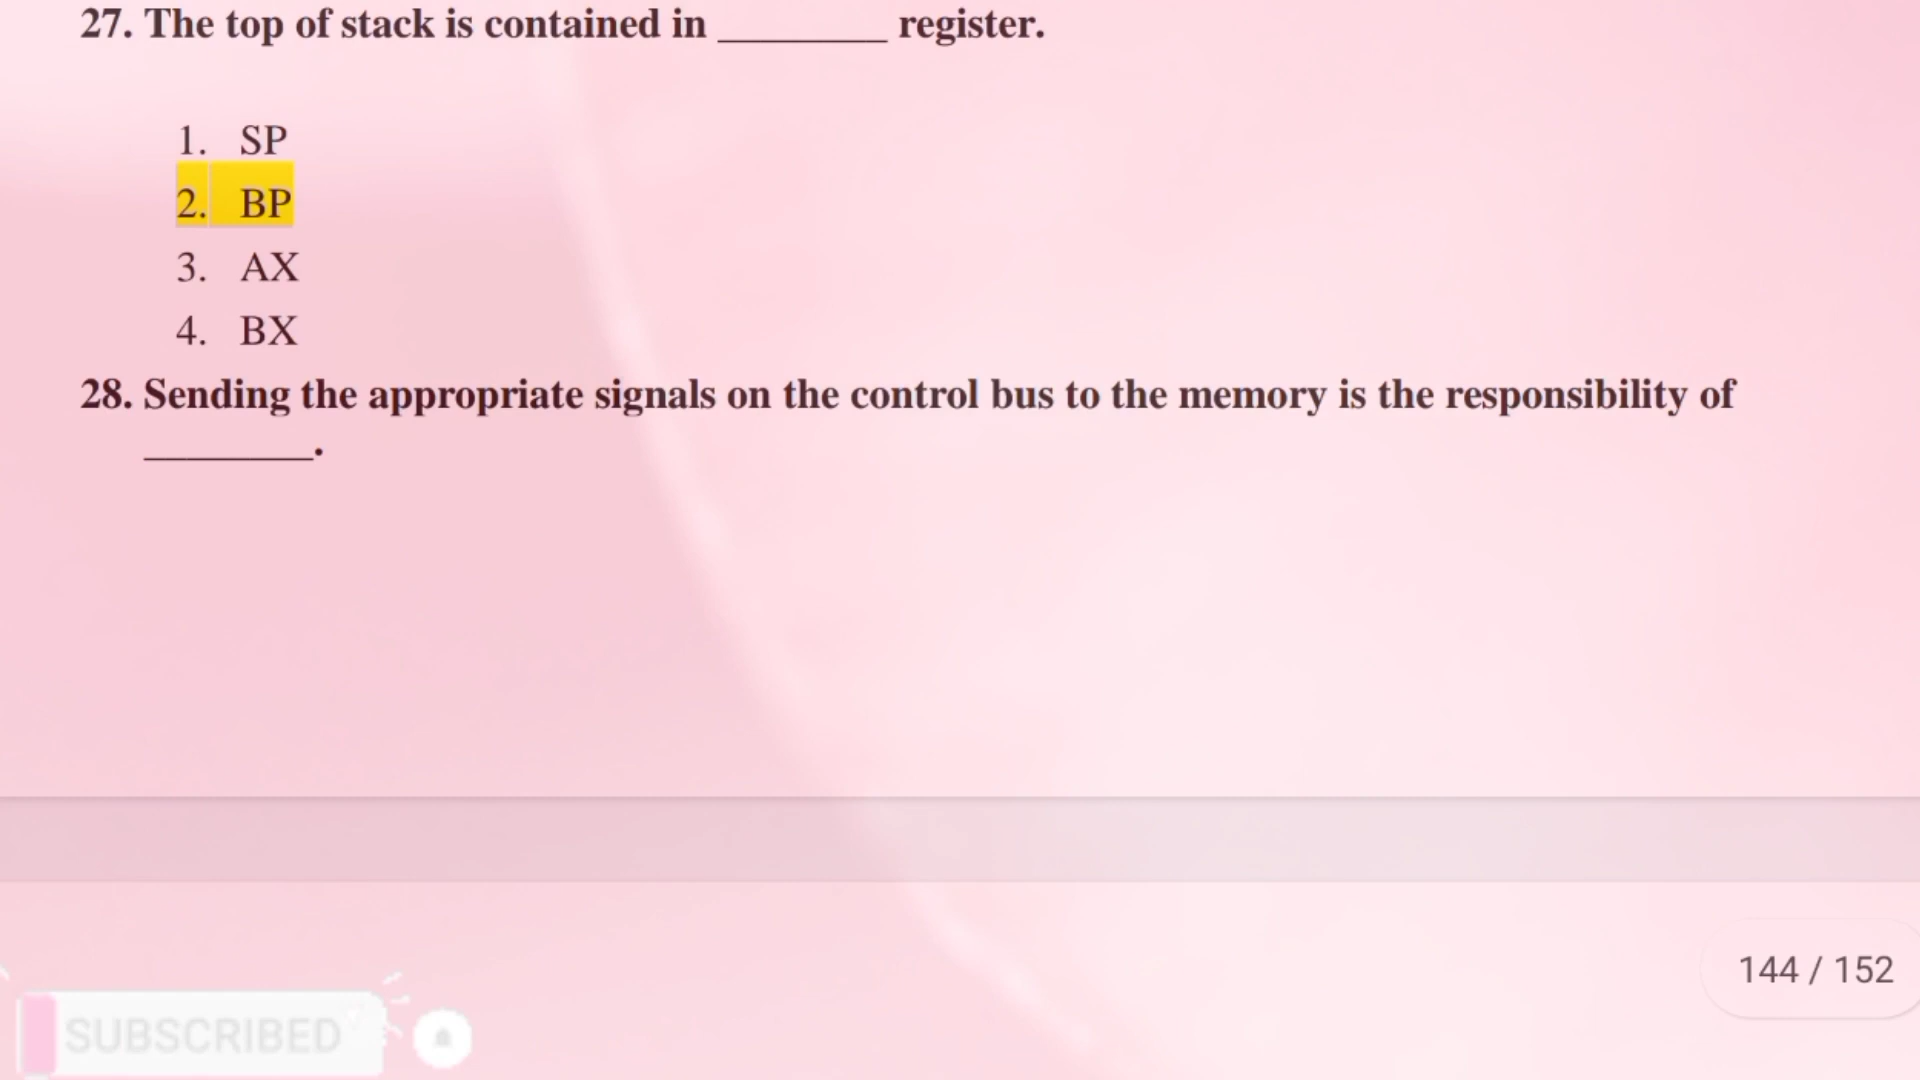 27. The top of stack is contained in ________ register.
1. SP
2. BP
3. AX
4. BX
28. Sending the appropriate signals on the control bus to the memory is the responsibility of
________.
144 / 152
SUBSCRIBED